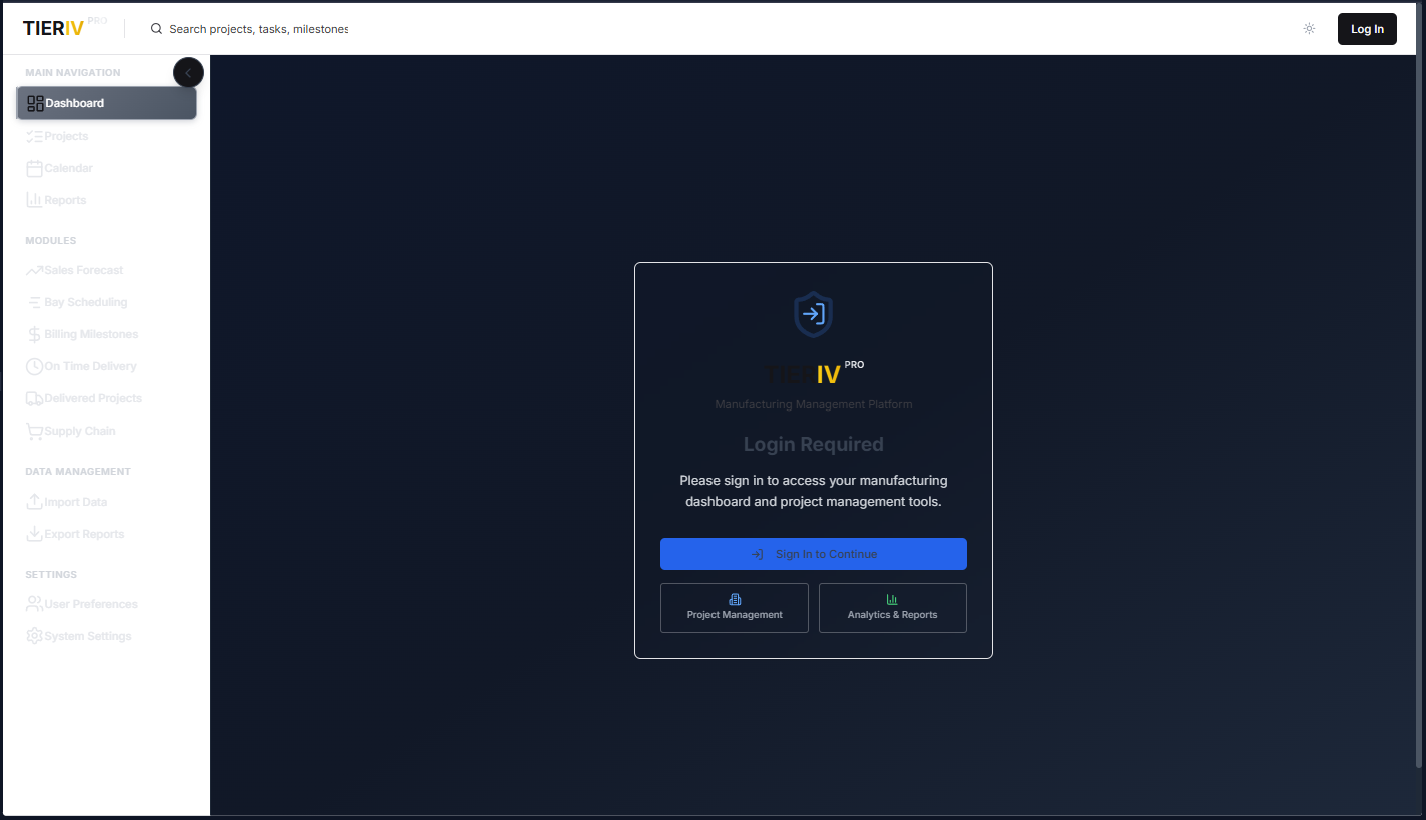 TIERIV PRO
Search projects, tasks, milestones
Log In
MAIN NAVIGATION
Dashboard
Projects
Calendar
Reports
MODULES
Sales Forecast
Bay Scheduling
Billing Milestones
On Time Delivery
Delivered Projects
Supply Chain
DATA MANAGEMENT
Import Data
Export Reports
SETTINGS
User Preferences
System Settings
TIERIV PRO
Manufacturing Management Platform
Login Required
Please sign in to access your manufacturing
dashboard and project management tools.
Sign In to Continue
Project Management
Analytics & Reports